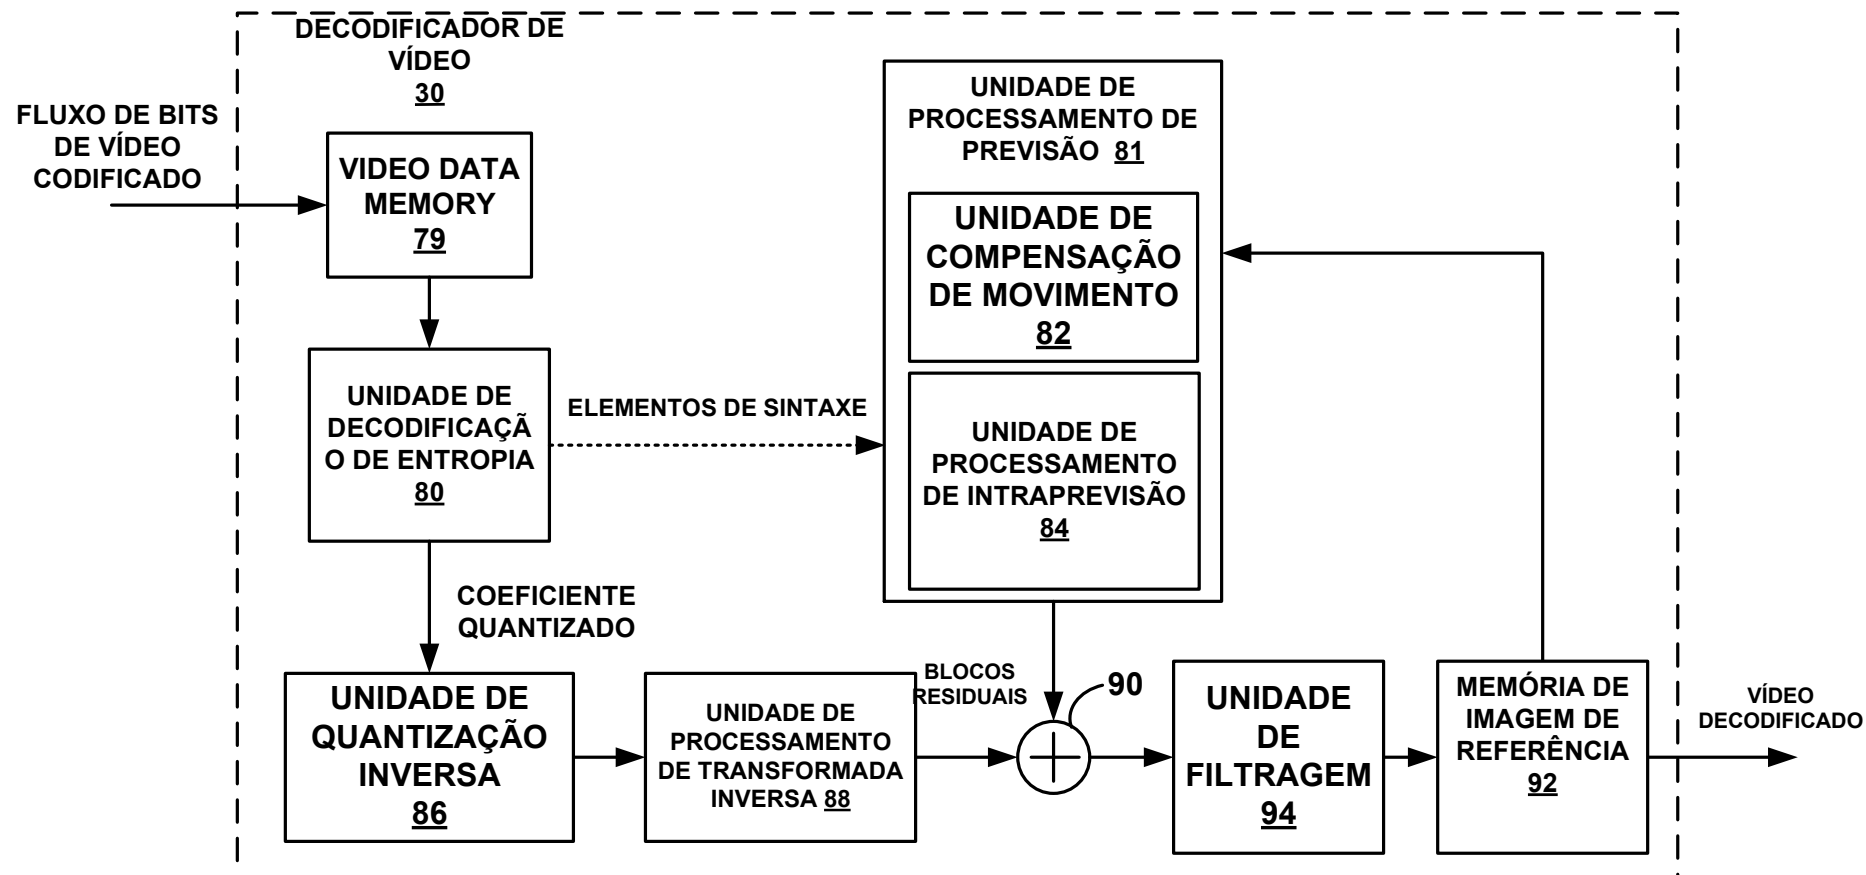 DECODIFICADOR DE
VÍDEO
30
FLUXO DE BITS
DE VÍDEO
CODIFICADO
VIDEO DATA
MEMORY
79
UNIDADE DE
DECODIFICAÇÃ
O DE ENTROPIA
80
ELEMENTOS DE SINTAXE
UNIDADE DE
PROCESSAMENTO DE
PREVISÃO 81
UNIDADE DE
COMPENSAÇÃO
DE MOVIMENTO
82
UNIDADE DE
PROCESSAMENTO
DE INTRAPREVISÃO
84
COEFICIENTE
QUANTIZADO
UNIDADE DE
QUANTIZAÇÃO
INVERSA
86
UNIDADE DE
PROCESSAMENTO
DE TRANSFORMADA
INVERSA 88
BLOCOS
RESIDUAIS
90
UNIDADE
DE
FILTRAGEM
94
MEMÓRIA DE
IMAGEM DE
REFERÊNCIA
92
VÍDEO
DECODIFICADO